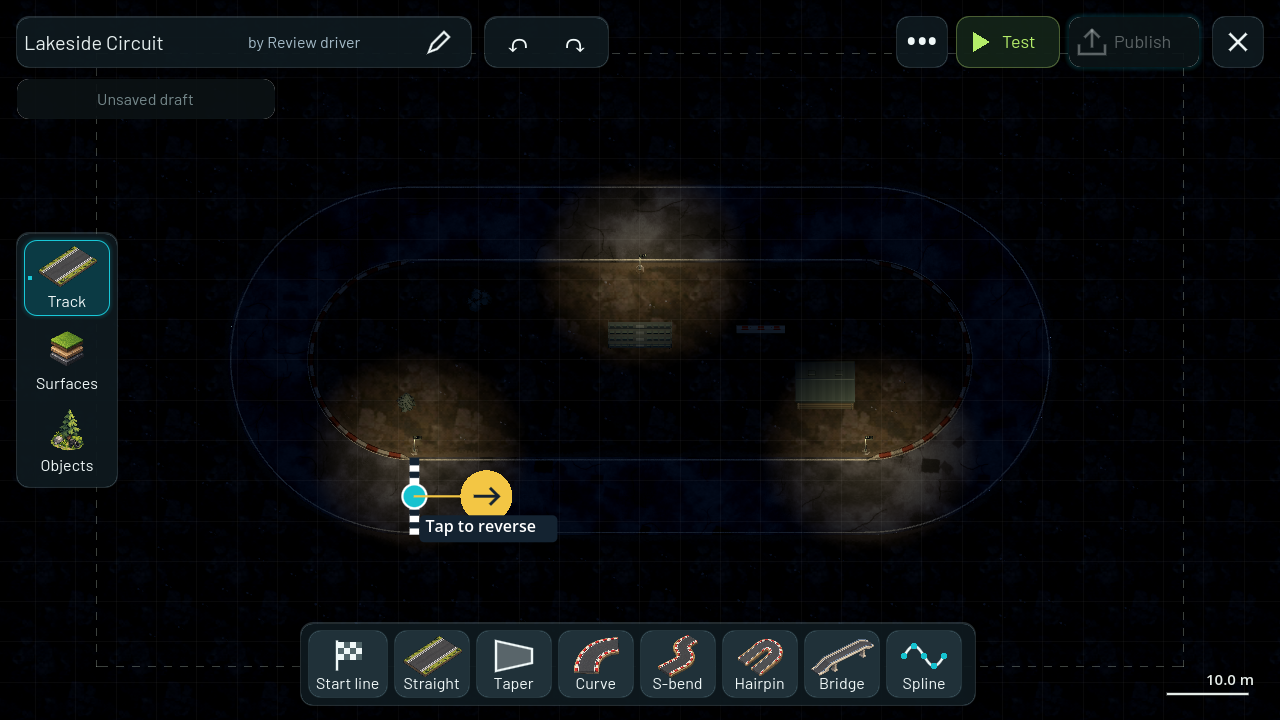 Lakeside Circuit
by Review driver
Test
Publish
Unsaved draft
Track
Surfaces
Objects
Tap to reverse
Start line
Straight
Taper
Curve
S-bend
Hairpin
Bridge
Spline
10.0 m